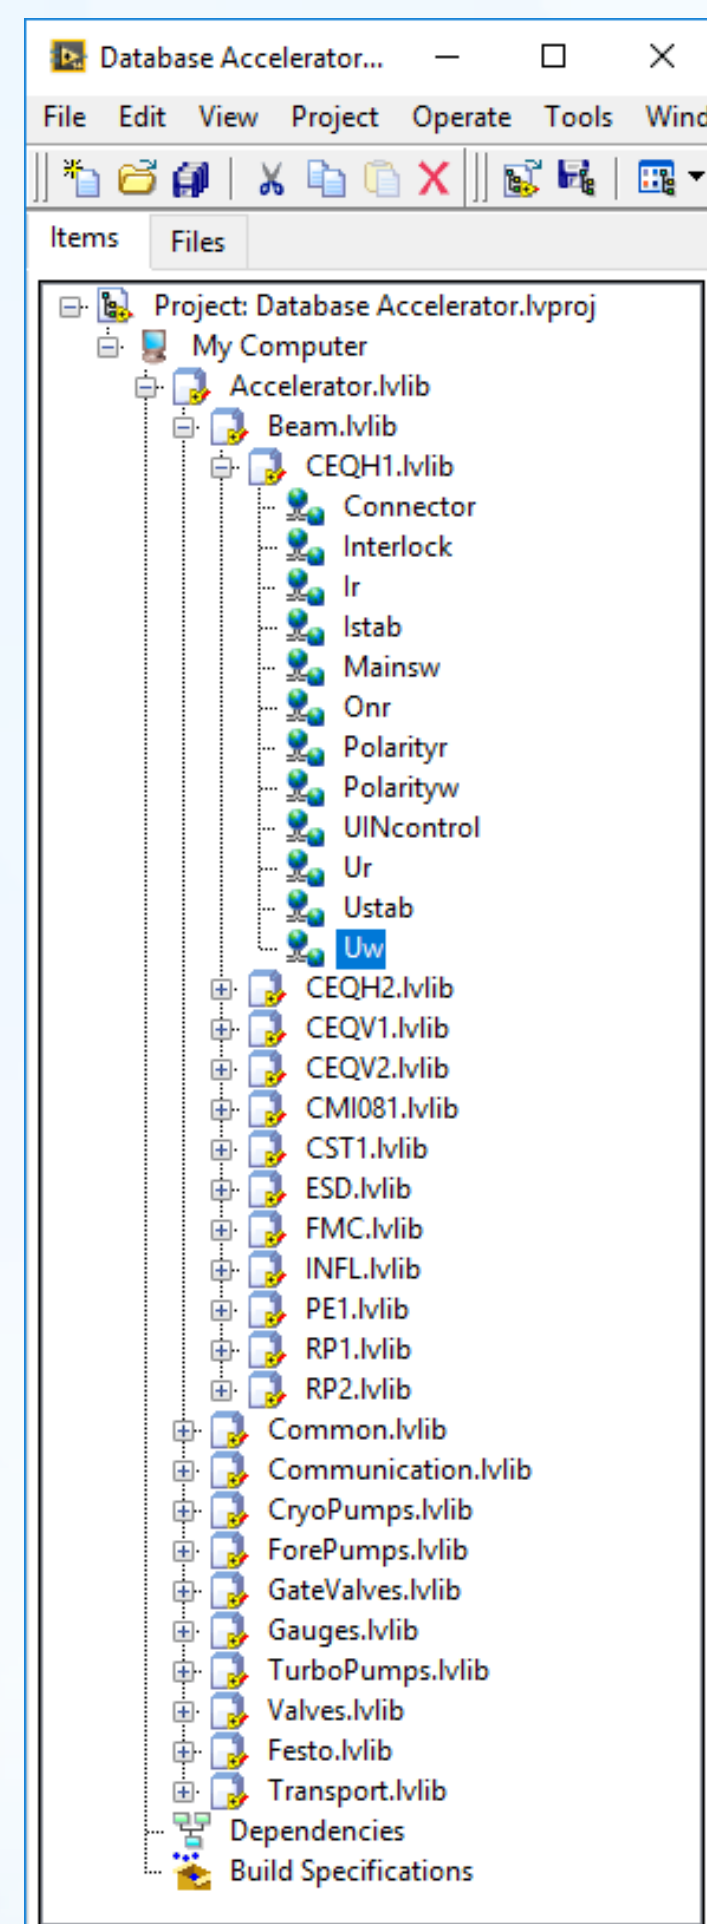 Database Accelerator...
File Edit View Project Operate Tools Wind
Items Files
Project: Database Accelerator.lvproj
My Computer
Accelerator.lvlib
Beam.lvlib
CEQH1.lvlib
Connector
Interlock
Ir
Istab
Mainsw
Onr
Polarityr
Polarityw
UINcontrol
Ur
Ustab
Uw
CEQH2.lvlib
CEQV1.lvlib
CEQV2.lvlib
CMI081.lvlib
CST1.lvlib
ESD.lvlib
FMC.lvlib
INFL.lvlib
PE1.lvlib
RP1.lvlib
RP2.lvlib
Common.lvlib
Communication.lvlib
CryoPumps.lvlib
ForePumps.lvlib
GateValves.lvlib
Gauges.lvlib
TurboPumps.lvlib
Valves.lvlib
Festo.lvlib
Transport.lvlib
Dependencies
Build Specifications